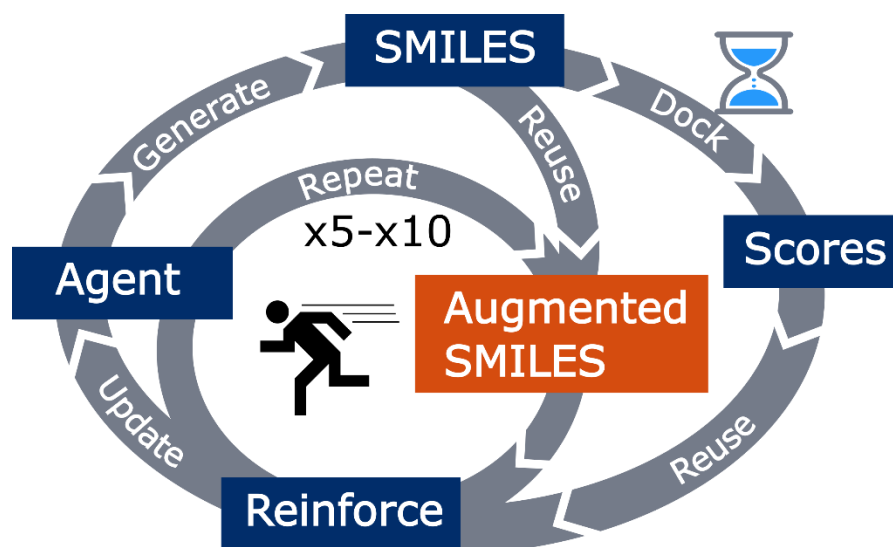 SMILES
Generate
Dock
Reuse
Repeat
x5-x10
Agent
Scores
Augmented
SMILES
Update
Reuse
Reinforce